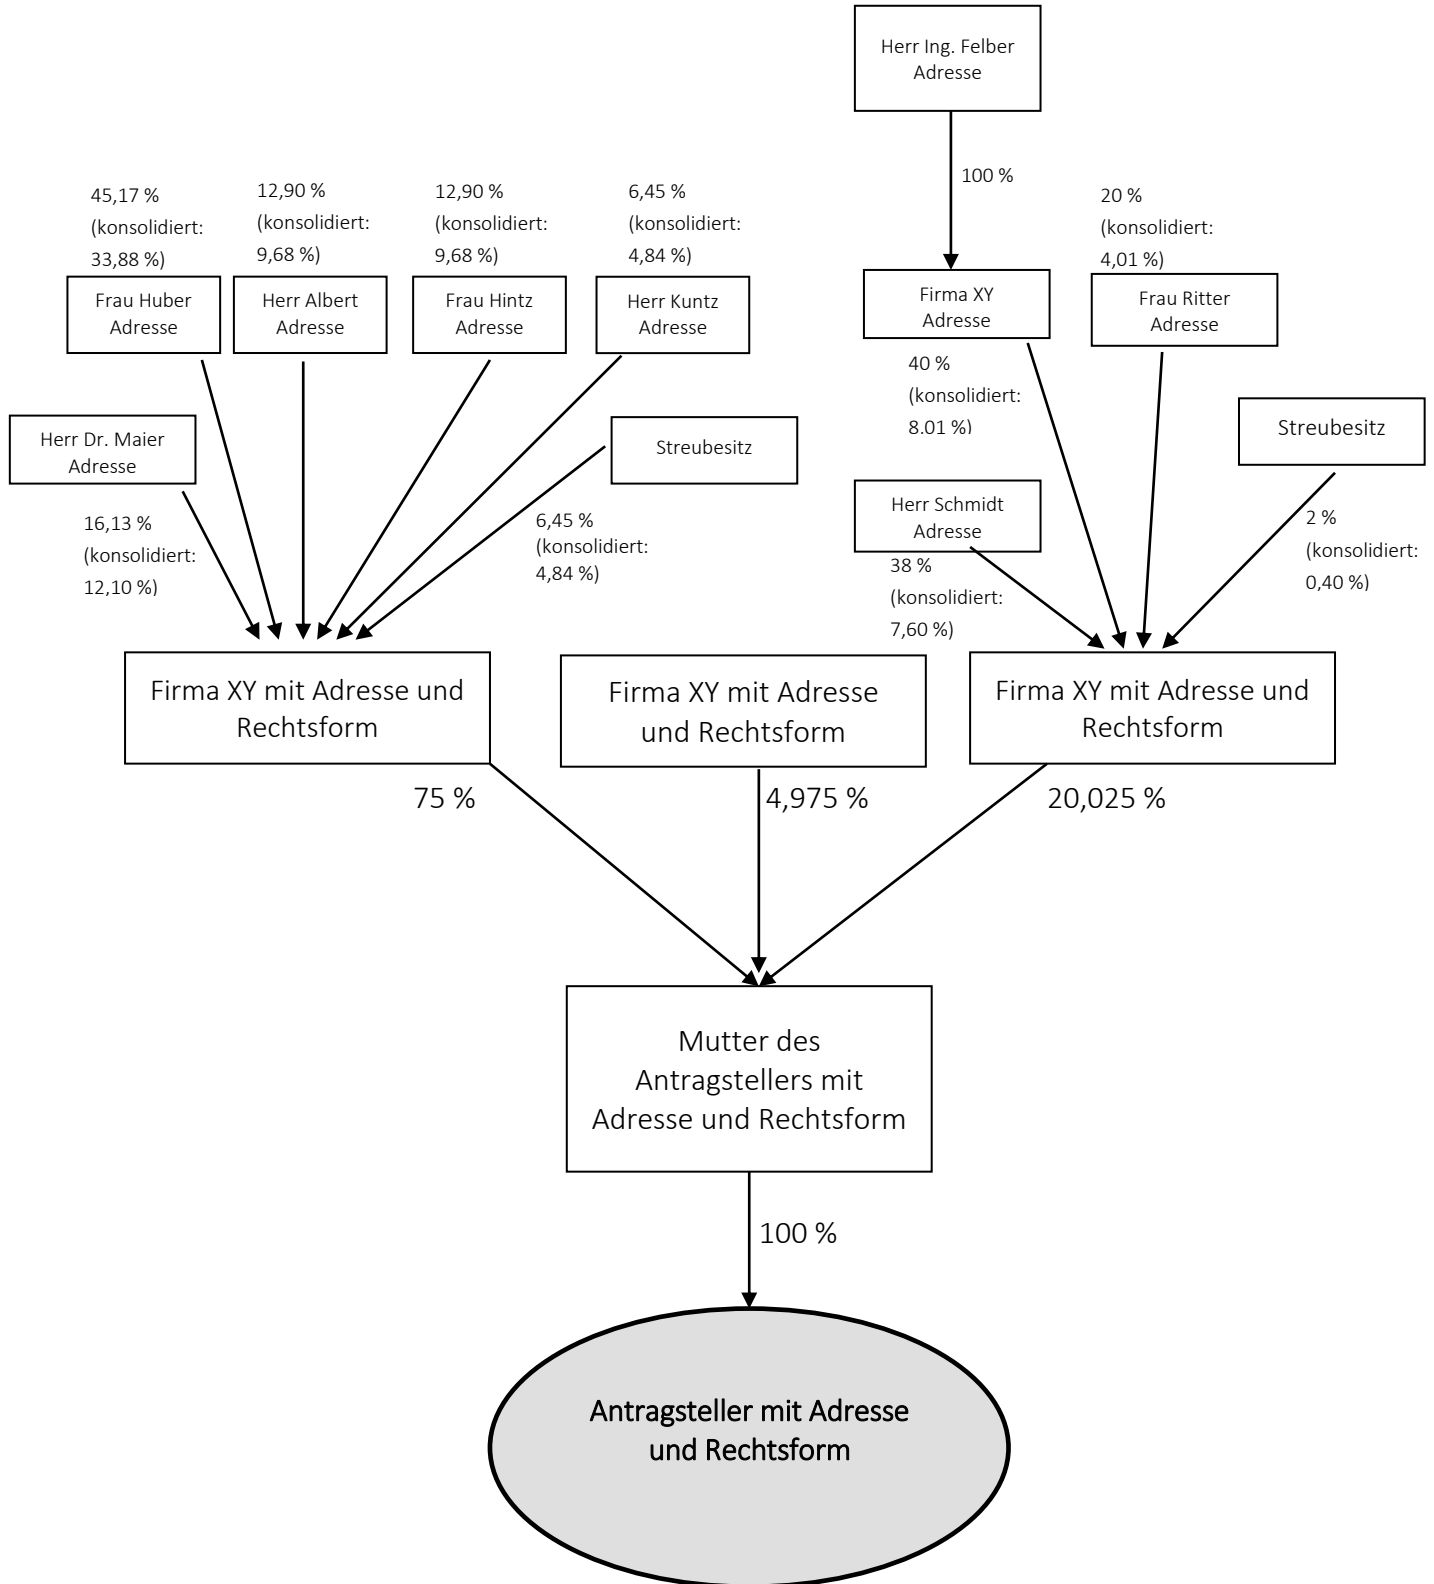 Herr Ing. Felber
Adresse
100 %
45,17 %
(konsolidiert:
33,88 %)
12,90 %
(konsolidiert:
9,68 %)
12,90 %
(konsolidiert:
9,68 %)
6,45 %
(konsolidiert:
4,84 %)
20 %
(konsolidiert:
4,01 %)
Frau Huber
Adresse
Herr Albert
Adresse
Frau Hintz
Adresse
Herr Kuntz
Adresse
Firma XY
Adresse
Frau Ritter
Adresse
40 %
(konsolidiert:
8.01 %)
Herr Dr. Maier
Adresse
Streubesitz
Streubesitz
16,13 %
(konsolidiert:
12,10 %)
6,45 %
(konsolidiert:
4,84 %)
Herr Schmidt
Adresse
38 %
(konsolidiert:
7,60 %)
2 %
(konsolidiert:
0,40 %)
Firma XY mit Adresse und
Rechtsform
Firma XY mit Adresse
und Rechtsform
Firma XY mit Adresse und
Rechtsform
75 %
4,975 %
20,025 %
Mutter des
Antragstellers mit
Adresse und Rechtsform
100 %
Antragsteller mit Adresse
und Rechtsform